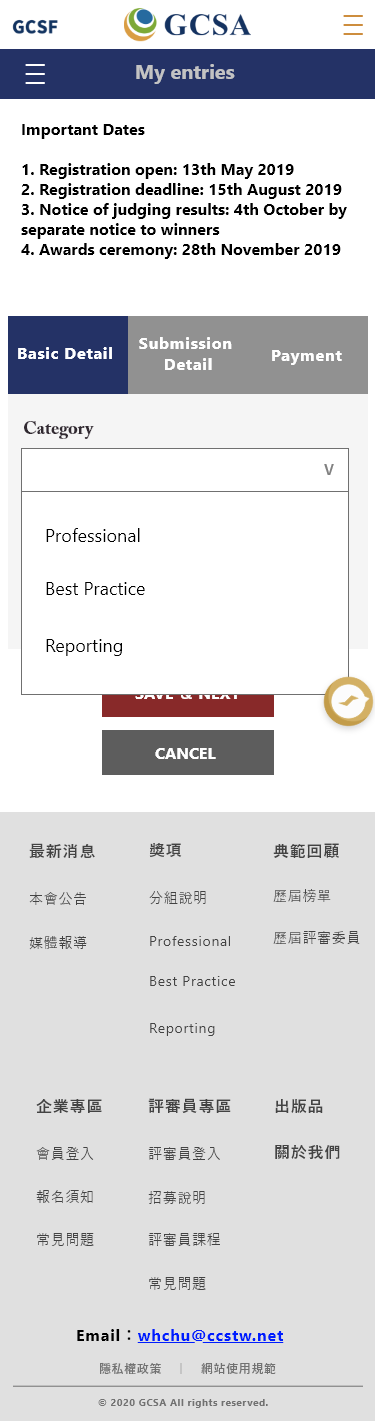 GCSF
GCSA
My entries
Important Dates
1. Registration open: 13th May 2019
2. Registration deadline: 15th August 2019
3. Notice of judging results: 4th October by
separate notice to winners
4. Awards ceremony: 28th November 2019
Basic Detail
Submission
Detail
Payment
Category
V
Professional
Best Practice
Reporting
SAVE & NEXT
CANCEL
最新消息
獎項
典範回顧
本會公告
分組說明
歷屆榜單
媒體報導
Professional
歷屆評審委員
Best Practice
Reporting
企業專區
評審員專區
出版品
會員登入
評審員登入
關於我們
報名須知
招募說明
常見問題
評審員課程
常見問題
Email：whchu@ccstw.net
隱私權政策 | 網站使用規範
© 2020 GCSA All rights reserved.